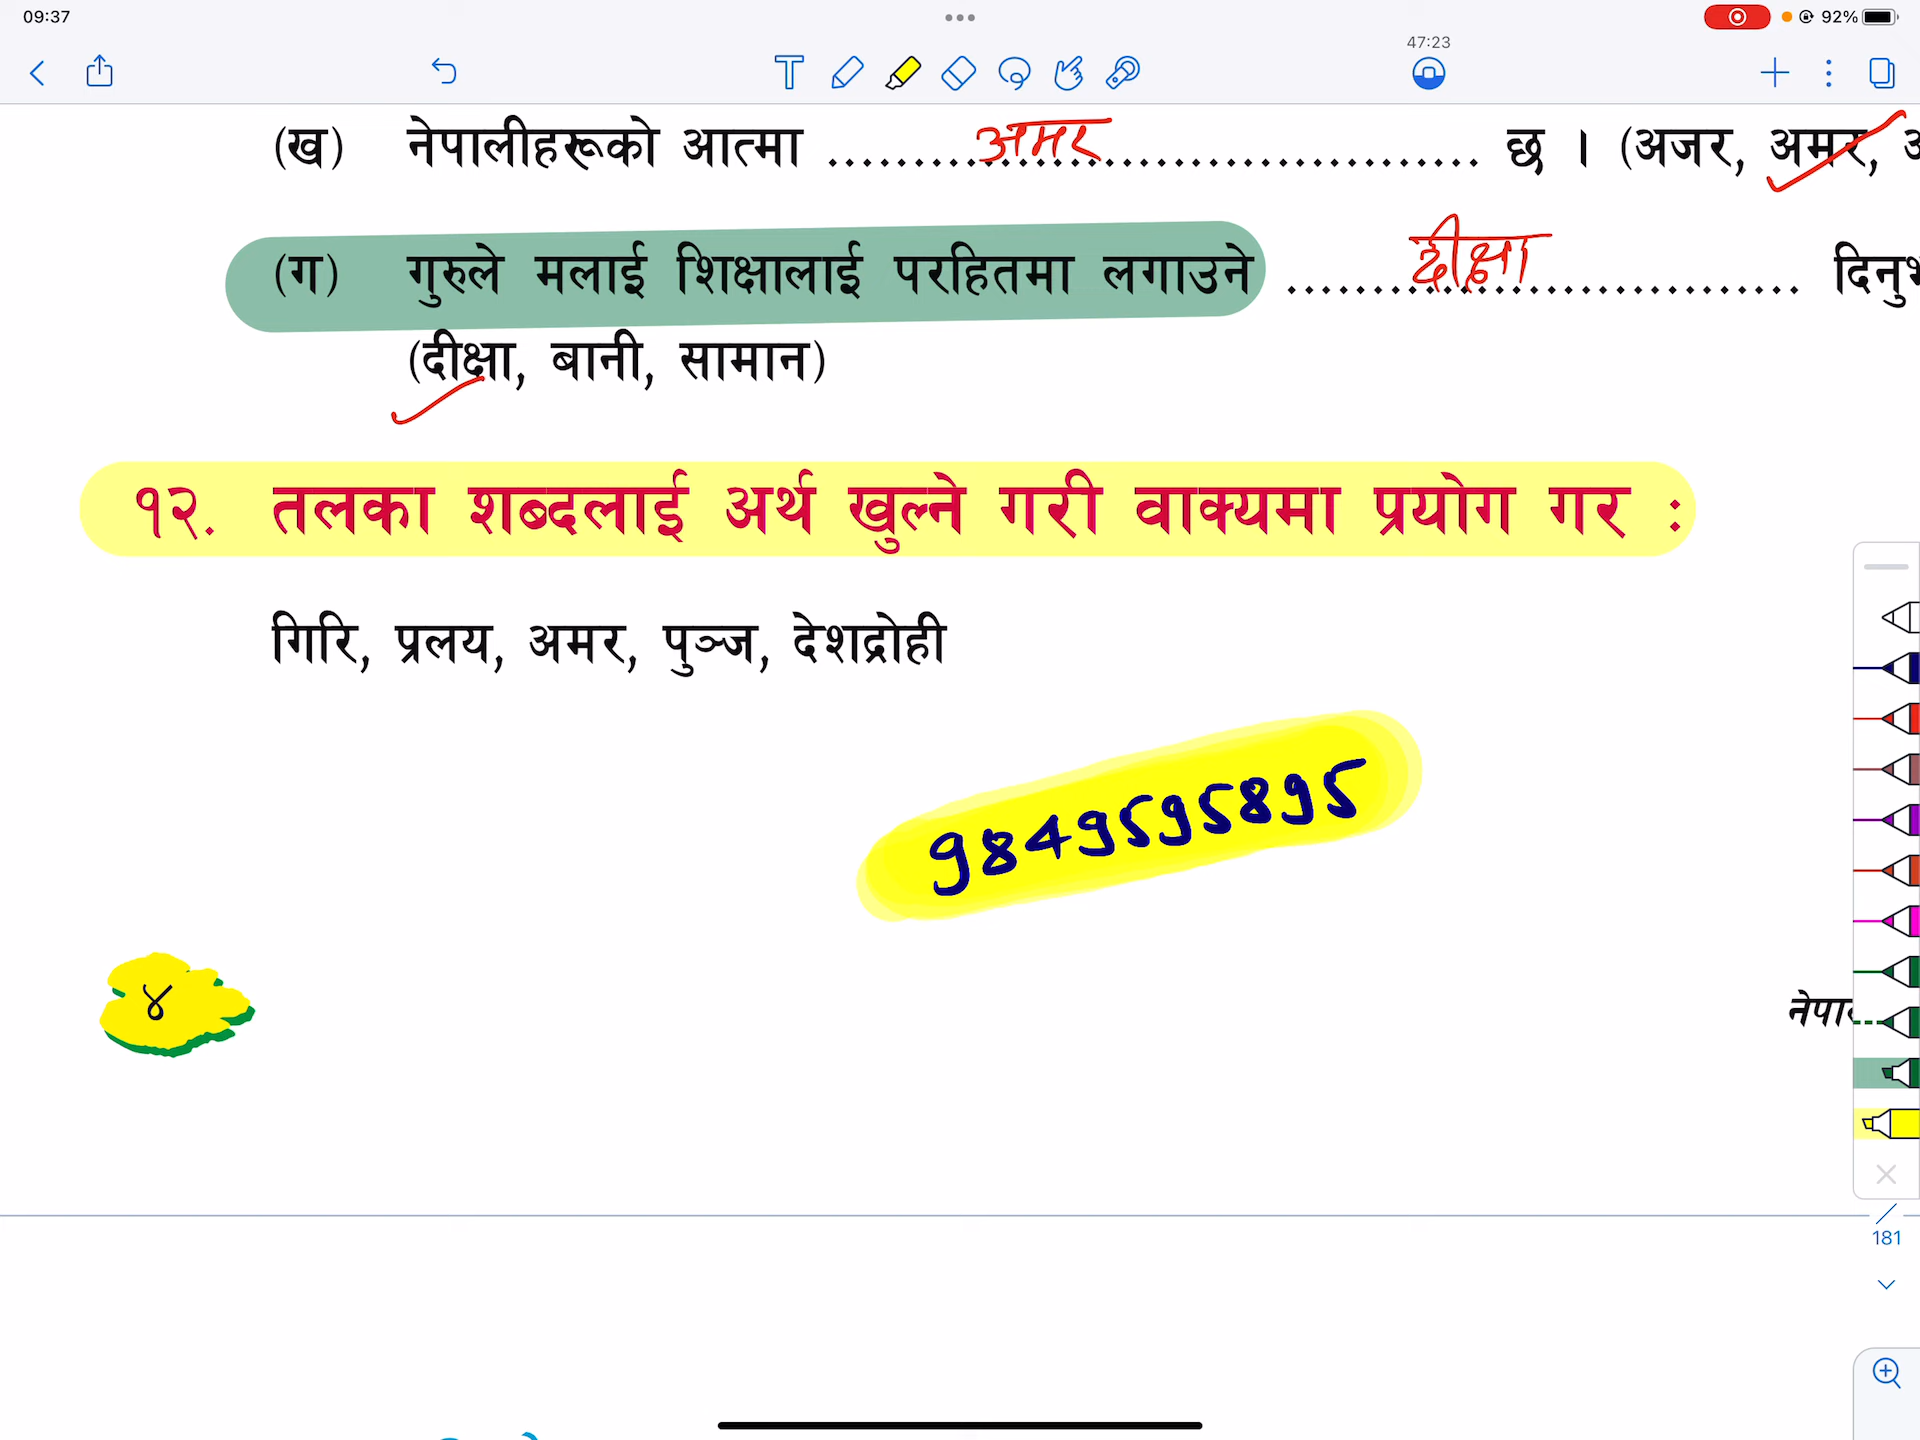 09:37
92%
47:23
(ख) नेपालीहरूको आत्मा ....................अमर.................... छ । (अजर, अमर,
(ग) गुरुले मलाई शिक्षालाई परहितमा लगाउने ..........दीक्षा.......... दिनुभ
(दीक्षा, बानी, सामान)
१२. तलका शब्दलाई अर्थ खुल्ने गरी वाक्यमा प्रयोग गर :
गिरि, प्रलय, अमर, पुञ्ज, देशद्रोही
9849595895
४
नेपा
181